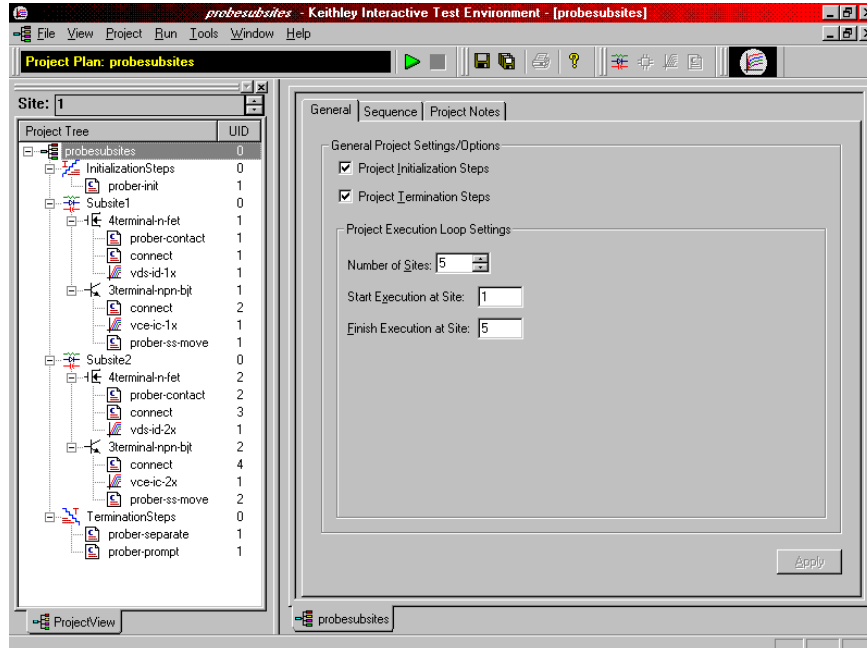 probesubsites - Keithley Interactive Test Environment - [probesubsites]
File View Project Run Tools Window Help
Project Plan: probesubsites
Site: 1
Project Tree UID
probesubsites 0
InitializationSteps 0
prober-init 1
Subsite1 0
4terminal-n-fet 1
prober-contact 1
connect 1
vds-id-1x 1
3terminal-npn-bjt 1
connect 2
vce-ic-1x 1
prober-ss-move 1
Subsite2 0
4terminal-n-fet 2
prober-contact 2
connect 3
vds-id-2x 1
3terminal-npn-bjt 2
connect 4
vce-ic-2x 1
prober-ss-move 2
TerminationSteps 0
prober-separate 1
prober-prompt 1
ProjectView
General Sequence Project Notes
General Project Settings/Options
Project Initialization Steps
Project Termination Steps
Project Execution Loop Settings
Number of Sites: 5
Start Execution at Site: 1
Finish Execution at Site: 5
Apply
probesubsites